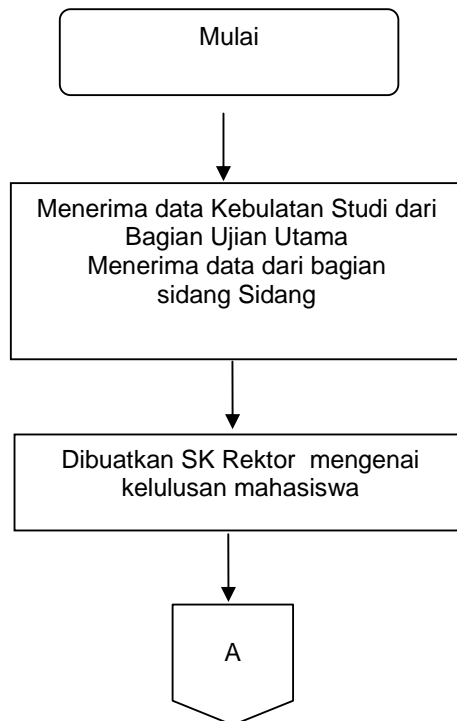 Mulai
Menerima data Kebulatan Studi dari
Bagian Ujian Utama
Menerima data dari bagian
sidang Sidang
Dibuatkan SK Rektor mengenai
kelulusan mahasiswa
A